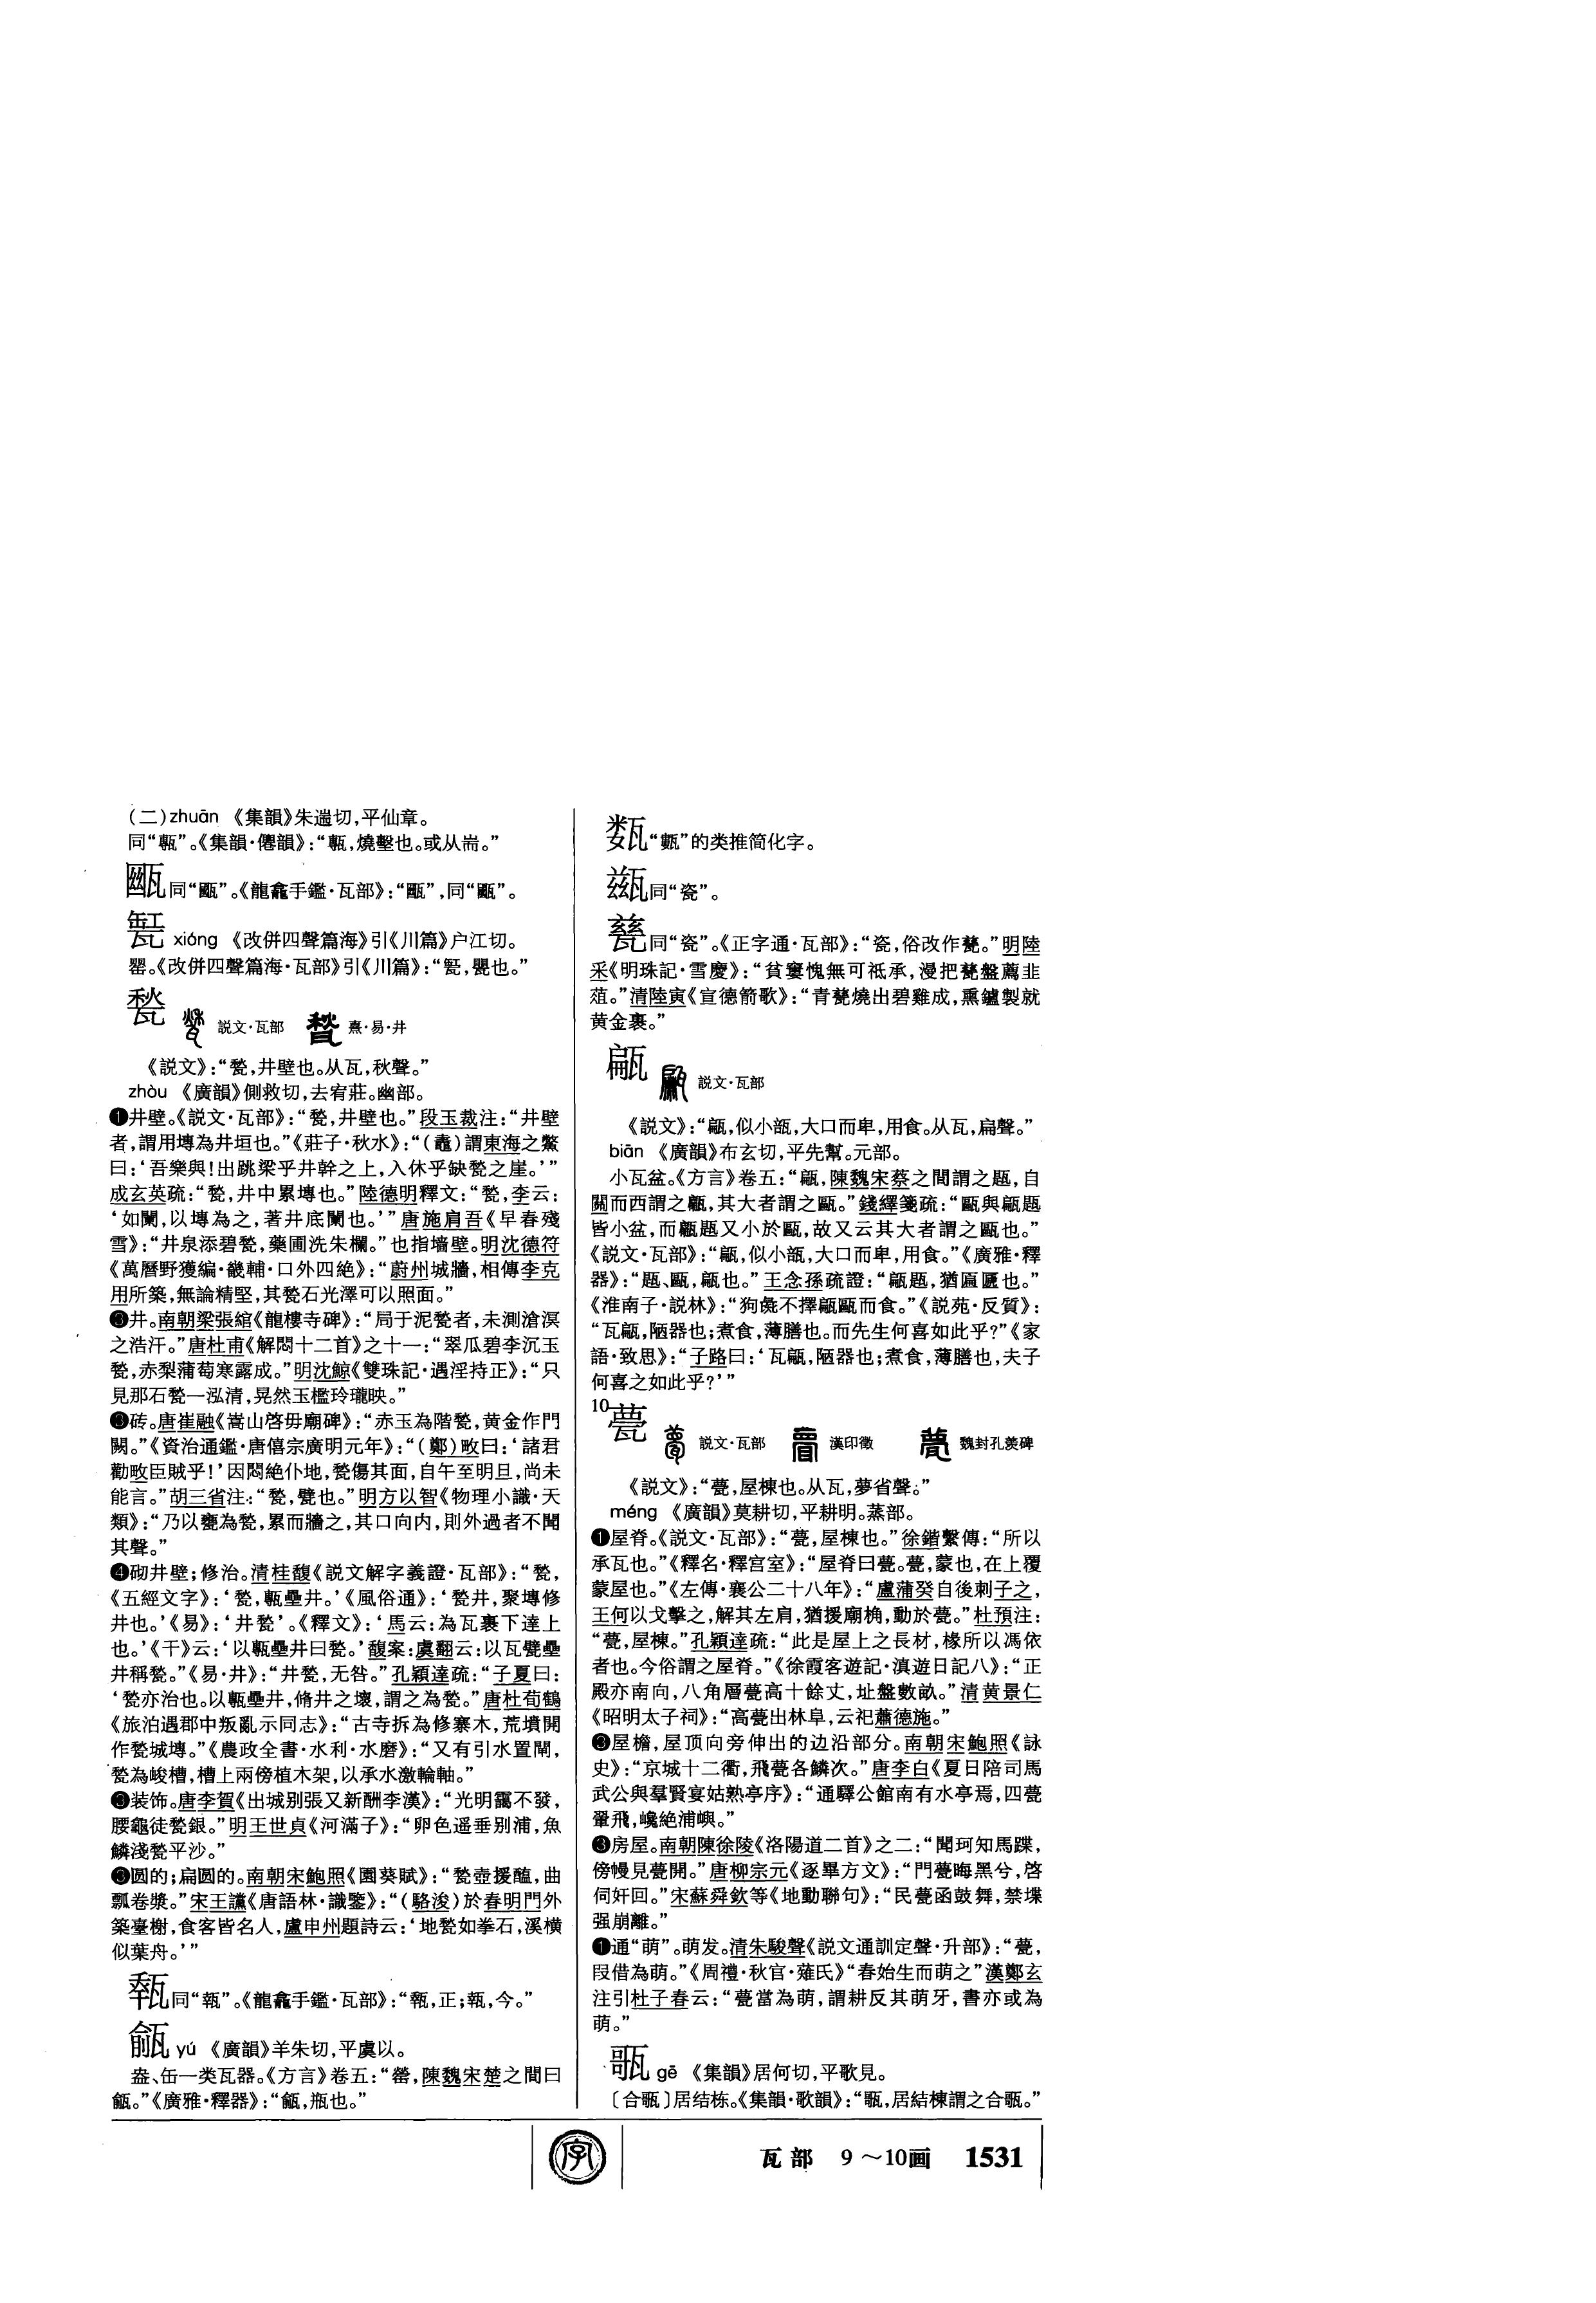 (二)zhuān 《集韻》朱遄切,平仙章。
同“甎”。《集韻·僊韻》:“甎,燒墼也。或从耑。”
同“甌”。《龍龕手鑑·瓦部》:“”,同“甌”。
xióng 《改併四聲篇海》引《川篇》户江切。
罌。《改併四聲篇海·瓦部》引《川篇》:“,甖也。”
甃 説文·瓦部 熹·易·井
《説文》:“甃,井壁也。从瓦,秋聲。”
zhòu 《廣韻》側救切,去宥莊。幽部。
❶井壁。《説文·瓦部》:“甃,井壁也。”段玉裁注:“井壁
者,謂用塼為井垣也。”《莊子·秋水》:“(鼃)謂東海之鱉
曰:‘吾樂與!出跳梁乎井幹之上,入休乎缺甃之崖。’”
成玄英疏:“甃,井中累塼也。”陸德明釋文:“甃,李云:
‘如闌,以塼為之,著井底闌也。’”唐施肩吾《早春殘
雪》:“井泉添碧甃,藥圃洗朱欄。”也指墙壁。明沈德符
《萬曆野獲編·畿輔·口外四絶》:“蔚州城牆,相傳李克
用所築,無論精堅,其甃石光澤可以照面。”
❷井。南朝梁張綰《龍樓寺碑》:“局于泥甃者,未測滄溟
之浩汗。”唐杜甫《解悶十二首》之十一:“翠瓜碧李沉玉
甃,赤梨蒲萄寒露成。”明沈鯨《雙珠記·遇淫持正》:“只
見那石甃一泓清,晃然玉檻玲瓏映。”
❸砖。唐崔融《嵩山啓毋廟碑》:“赤玉為階甃,黄金作門
闕。”《資治通鑑·唐僖宗廣明元年》:“(鄭)畋曰:‘諸君
勸畋臣賊乎!’因悶絶仆地,甃傷其面,自午至明旦,尚未
能言。”胡三省注:“甃,甓也。”明方以智《物理小識·天
類》:“乃以甕為甃,累而牆之,其口向内,則外過者不聞
其聲。”
❹砌井壁;修治。清桂馥《説文解字義證·瓦部》:“甃,
《五經文字》:‘甃,甎壘井。’《風俗通》:‘甃井,聚塼修
井也。’《易》:‘井甃’。《釋文》:‘馬云:為瓦裹下達上
也。’《干》云:‘以甎壘井曰甃。’馥案:虞翻云:以瓦甓壘
井稱甃。”《易·井》:“井甃,无咎。”孔穎達疏:“子夏曰:
‘甃亦治也。以甎壘井,脩井之壞,謂之為甃。”唐杜荀鶴
《旅泊遇郡中叛亂示同志》:“古寺拆為修寨木,荒墳開
作甃城塼。”《農政全書·水利·水磨》:“又有引水置閘,
甃為峻槽,槽上兩傍植木架,以承水激輪軸。”
❺装饰。唐李賀《出城别張又新酬李漢》:“光明靄不發,
腰龜徒甃銀。”明王世貞《河滿子》:“卵色遥垂别浦,魚
鱗淺甃平沙。”
❻圆的;扁圆的。南朝宋鮑照《園葵賦》:“甃壺援醢,曲
瓢卷漿。”宋王讜《唐語林·識鑒》:“(駱浚)於春明門外
築臺榭,食客皆名人,盧申州題詩云:‘地甃如拳石,溪横
似葉舟。’”
同“”。《龍龕手鑑·瓦部》:“,正;,今。”
㼶 yú 《廣韻》羊朱切,平虞以。
盎、缶一类瓦器。《方言》卷五:“罃,陳魏宋楚之間曰
㼶。”《廣雅·釋器》:“㼶,瓶也。”
“甊”的类推简化字。
同“瓷”。
同“瓷”。《正字通·瓦部》:“瓷,俗改作。”明陸
采《明珠記·雪慶》:“貧窶愧無可祗承,漫把盤薦韭
菹。”清陸寅《宣德箭歌》:“青燒出碧雞成,熏鑪製就
黄金裹。”
甂 説文·瓦部
《説文》:“甂,似小瓿,大口而卑,用食。从瓦,扁聲。”
biān 《廣韻》布玄切,平先幫。元部。
小瓦盆。《方言》卷五:“甂,陳魏宋蔡之間謂之㼵,自
關而西謂之甂,其大者謂之甌。”錢繹箋疏:“甌與甂㼵
皆小盆,而甂㼵又小於甌,故又云其大者謂之甌也。”
《説文·瓦部》:“甂,似小瓿,大口而卑,用食。”《廣雅·釋
器》:“㼵、甌,甂也。”王念孫疏證:“甂㼵,猶匾㔸也。”
《淮南子·説林》:“狗彘不擇甂甌而食。”《説苑·反質》:
“瓦甂,陋器也;煮食,薄膳也。而先生何喜如此乎?”《家
語·致思》:“子路曰:‘瓦甂,陋器也;煮食,薄膳也,夫子
何喜之如此乎?’”
10
甍 説文·瓦部 漢印徵 魏封孔羡碑
《説文》:“甍,屋棟也。从瓦,夢省聲。”
méng 《廣韻》莫耕切,平耕明。蒸部。
❶屋脊。《説文·瓦部》:“甍,屋棟也。”徐鍇繫傳:“所以
承瓦也。”《釋名·釋宫室》:“屋脊曰甍。甍,蒙也,在上覆
蒙屋也。”《左傳·襄公二十八年》:“盧蒲癸自後刺子之,
王何以戈擊之,解其左肩,猶援廟桷,動於甍。”杜預注:
“甍,屋棟。”孔穎達疏:“此是屋上之長材,椽所以馮依
者也。今俗謂之屋脊。”《徐霞客遊記·滇遊日記八》:“正
殿亦南向,八角層甍高十餘丈,址盤數畝。”清黄景仁
《昭明太子祠》:“高甍出林阜,云祀蕭德施。”
❷屋檐,屋顶向旁伸出的边沿部分。南朝宋鮑照《詠
史》:“京城十二衢,飛甍各鱗次。”唐李白《夏日陪司馬
武公與羣賢宴姑熟亭序》:“通驛公館南有水亭焉,四甍
翬飛,巉絶浦嶼。”
❸房屋。南朝陳徐陵《洛陽道二首》之二:“聞珂知馬蹀,
傍幔見甍開。”唐柳宗元《逐畢方文》:“門甍晦黑兮,啓
伺奸回。”宋蘇舜欽等《地動聯句》:“民甍函鼓舞,禁堞
强崩離。”
❶通“萌”。萌发。清朱駿聲《説文通訓定聲·升部》:“甍,
叚借為萌。”《周禮·秋官·薙氏》“春始生而萌之”漢鄭玄
注引杜子春云:“甍當為萌,謂耕反其萌牙,書亦或為
萌。”
㼥 gē 《集韻》居何切,平歌見。
〔合㼥〕居结栋。《集韻·歌韻》:“㼥,居結棟謂之合㼥。”
字
瓦部 9～10画 1531